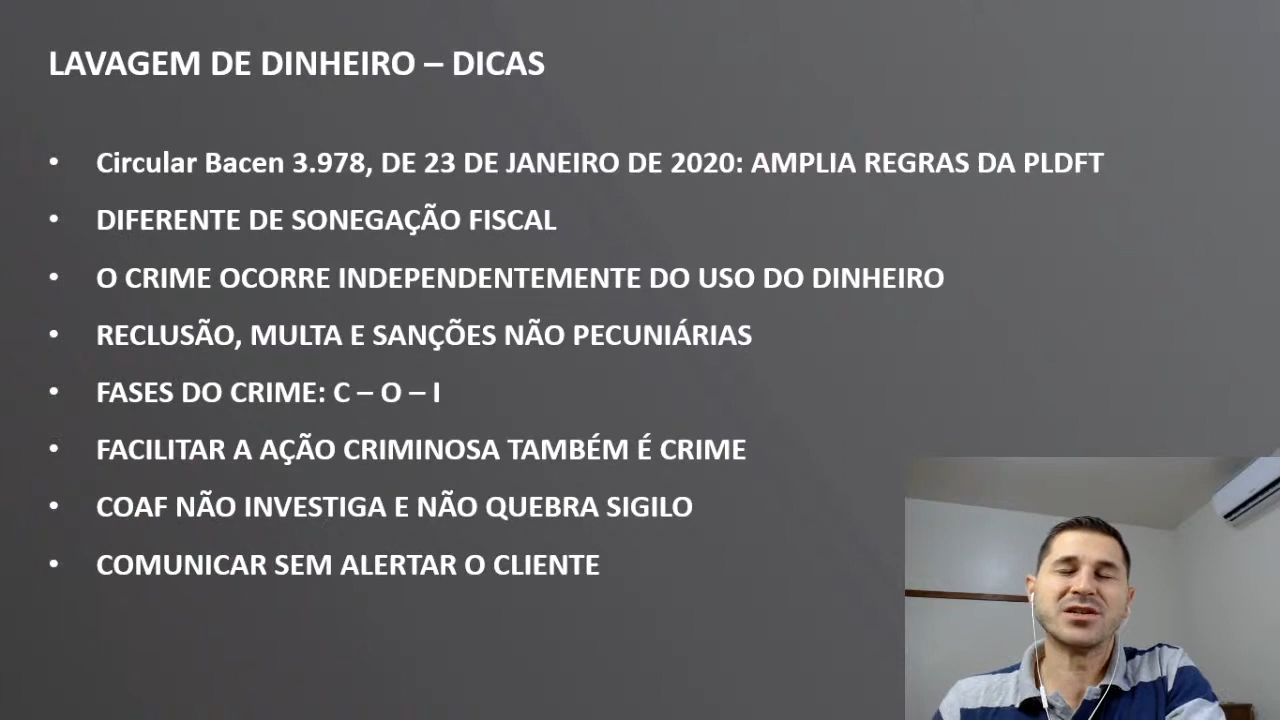 LAVAGEM DE DINHEIRO – DICAS
• Circular Bacen 3.978, DE 23 DE JANEIRO DE 2020: AMPLIA REGRAS DA PLDFT
• DIFERENTE DE SONEGAÇÃO FISCAL
• O CRIME OCORRE INDEPENDENTEMENTE DO USO DO DINHEIRO
• RECLUSÃO, MULTA E SANÇÕES NÃO PECUNIÁRIAS
• FASES DO CRIME: C – O – I
• FACILITAR A AÇÃO CRIMINOSA TAMBÉM É CRIME
• COAF NÃO INVESTIGA E NÃO QUEBRA SIGILO
• COMUNICAR SEM ALERTAR O CLIENTE